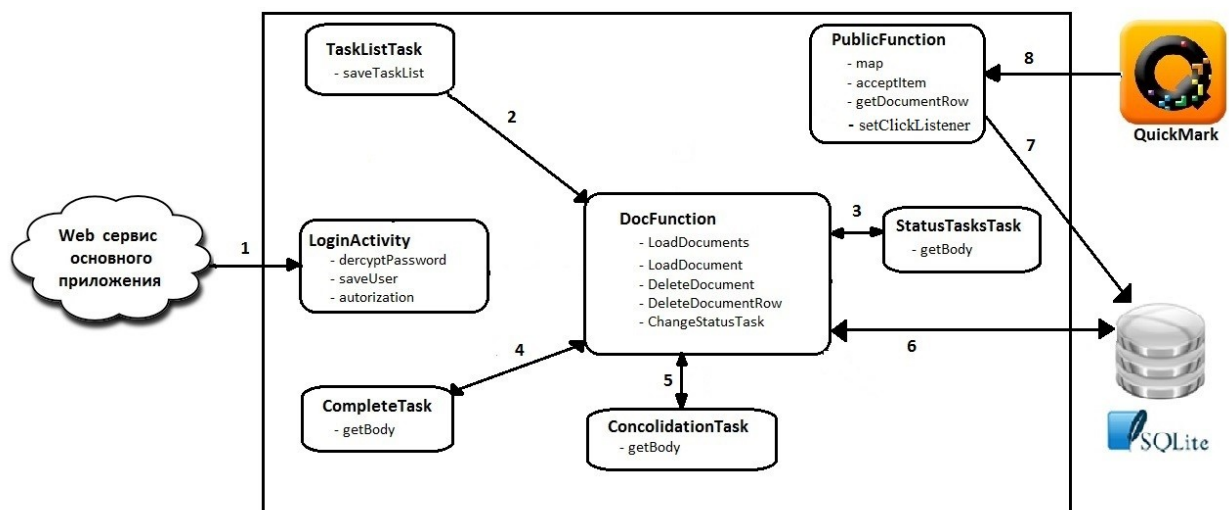 TaskListTask
- saveTaskList
2
PublicFunction
- map
- acceptItem
- getDocumentRow
- setClickListener
8
QuickMark
7
Web сервис
основного
приложения
1
LoginActivity
- dercyptPassword
- saveUser
- autorization
DocFunction
- LoadDocuments
- LoadDocument
- DeleteDocument
- DeleteDocumentRow
- ChangeStatusTask
3
StatusTasksTask
- getBody
6
4
CompleteTask
- getBody
5
ConcolidationTask
- getBody
SQLite